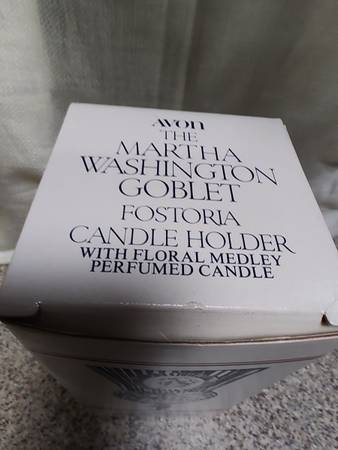 AVON
THE
MARTHA
WASHINGTON
GOBLET
FOSTORIA
CANDLE HOLDER
WITH FLORAL MEDLEY
PERFUMED CANDLE